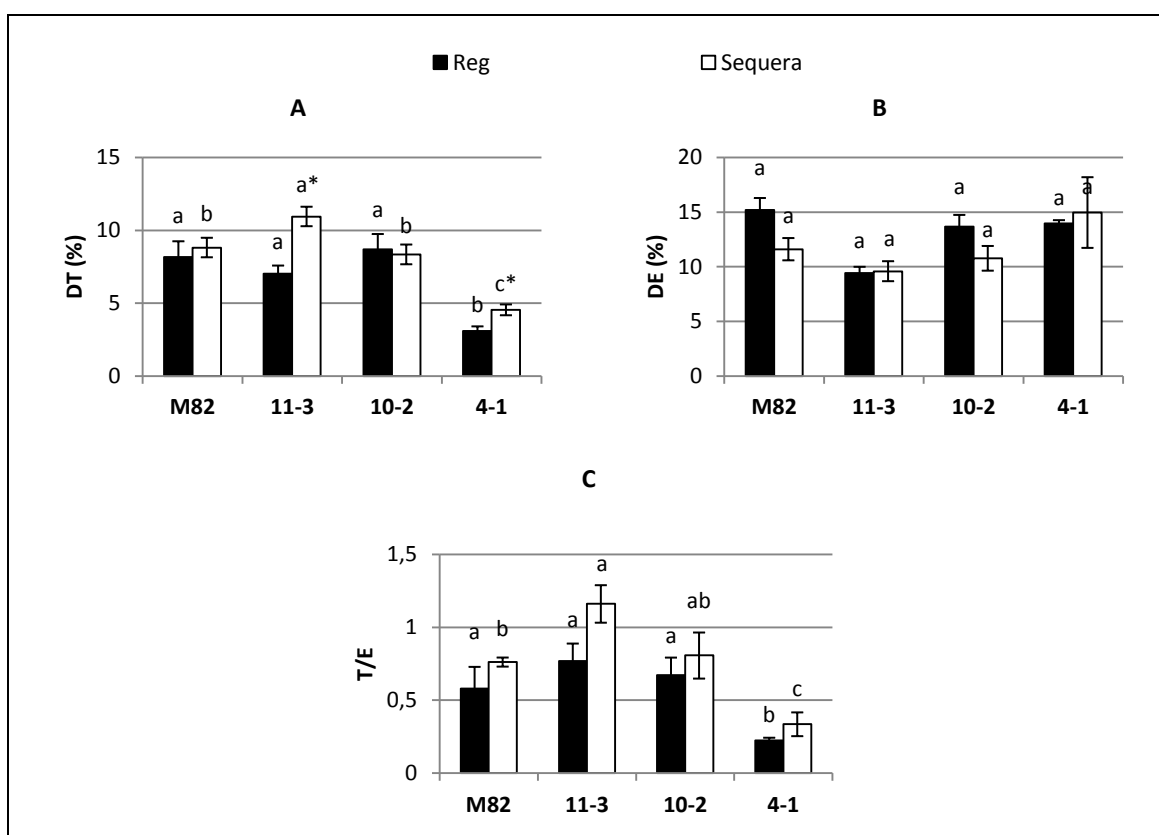 Reg Sequera
A
B
15
10
5
0
DT (%)
a b a a* a b b c*
M82 11-3 10-2 4-1
20
15
10
5
0
DE (%)
a a a a a a a a
M82 11-3 10-2 4-1
C
1,5
1
0,5
0
T/E
a b a a a ab b c
M82 11-3 10-2 4-1